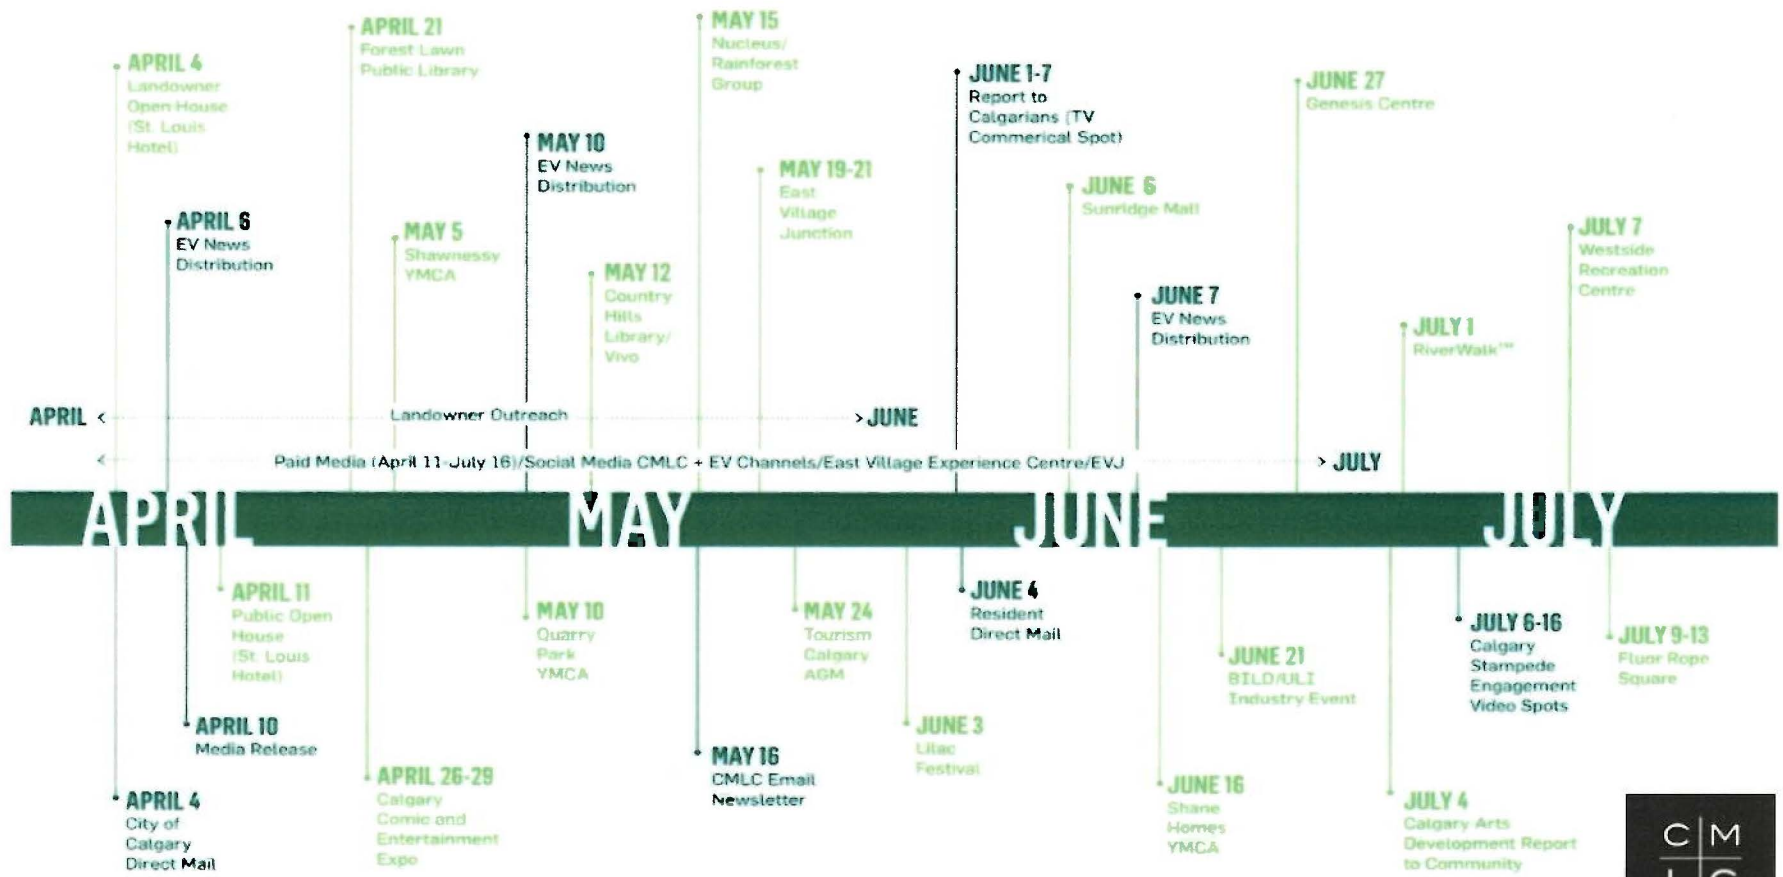 APRIL 4
Landowner
Open House
(St. Louis
Hotel)
APRIL 21
Forest Lawn
Public Library
MAY 15
Nucleus/
Rainforest
Group
JUNE 1-7
Report to
Calgarians (TV
Commerical Spot)
JUNE 27
Genesis Centre
APRIL 6
EV News
Distribution
MAY 5
Shawnessy
YMCA
MAY 10
EV News
Distribution
MAY 12
Country
Hills
Library/
Vivo
MAY 19-21
East
Village
Junction
JUNE 6
Sunridge Mall
JUNE 7
EV News
Distribution
JULY 1
RiverWalk™
JULY 7
Westside
Recreation
Centre
APRIL < Landowner Outreach > JUNE
< Paid Media (April 11-July 16)/Social Media CMLC + EV Channels/East Village Experience Centre/EVJ > JULY
APRIL MAY JUNE JULY
APRIL 4
City of
Calgary
Direct Mail
APRIL 10
Media Release
APRIL 11
Public Open
House
(St. Louis
Hotel)
APRIL 26-29
Calgary
Comic and
Entertainment
Expo
MAY 10
Quarry
Park
YMCA
MAY 16
CMLC Email
Newsletter
MAY 24
Tourism
Calgary
AGM
JUNE 3
Lilac
Festival
JUNE 4
Resident
Direct Mail
JUNE 16
Shane
Homes
YMCA
JUNE 21
BILD/ULI
Industry Event
JULY 4
Calgary Arts
Development Report
to Community
JULY 6-16
Calgary
Stampede
Engagement
Video Spots
JULY 9-13
Fluor Rope
Square
C M